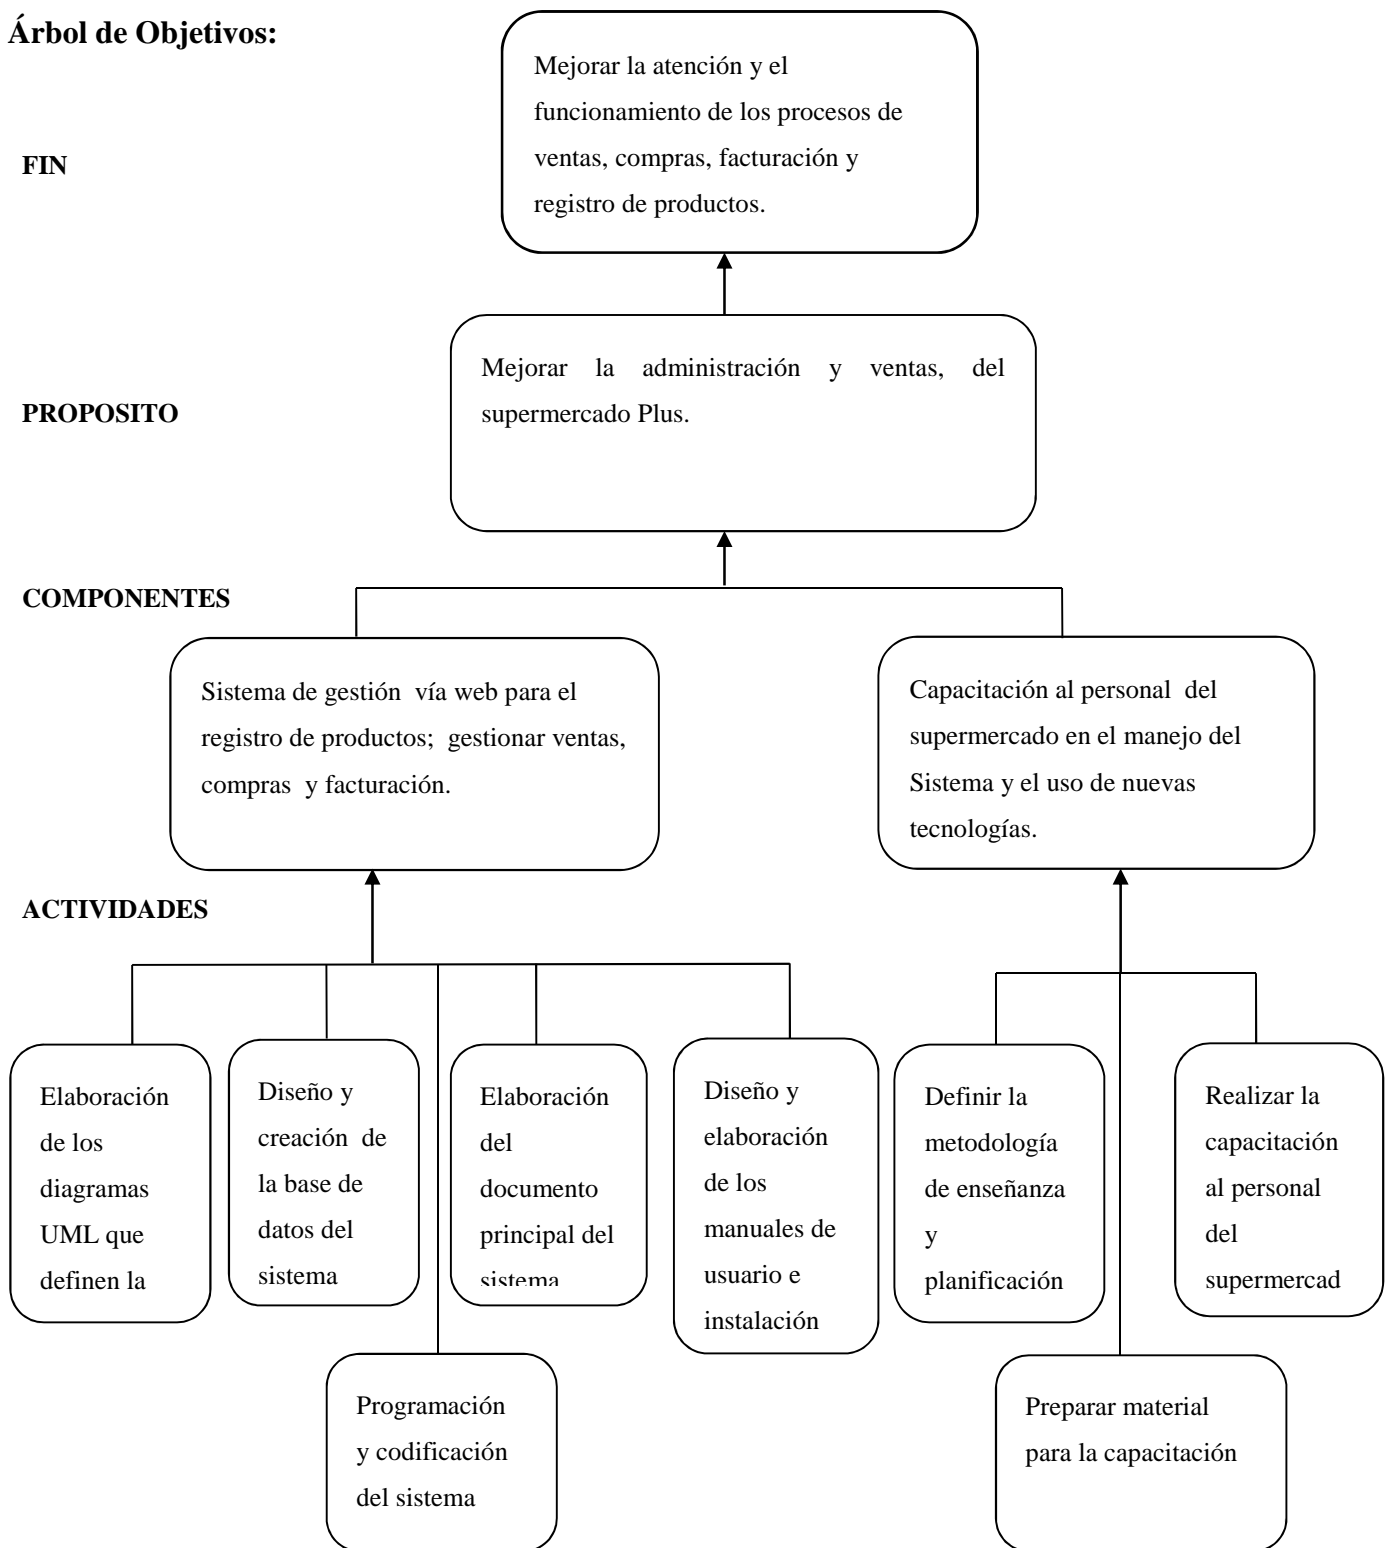 Árbol de Objetivos:
Mejorar la atención y el
funcionamiento de los procesos de
ventas, compras, facturación y
registro de productos.
FIN
Mejorar la administración y ventas, del
supermercado Plus.
PROPOSITO
COMPONENTES
Sistema de gestión vía web para el
registro de productos; gestionar ventas,
compras y facturación.
Capacitación al personal del
supermercado en el manejo del
Sistema y el uso de nuevas
tecnologías.
ACTIVIDADES
Elaboración
de los
diagramas
UML que
definen la
Diseño y
creación de
la base de
datos del
sistema
Elaboración
del
documento
principal del
sistema
Diseño y
elaboración
de los
manuales de
usuario e
instalación
Definir la
metodología
de enseñanza
y
planificación
Realizar la
capacitación
al personal
del
supermercad
Programación
y codificación
del sistema
Preparar material
para la capacitación